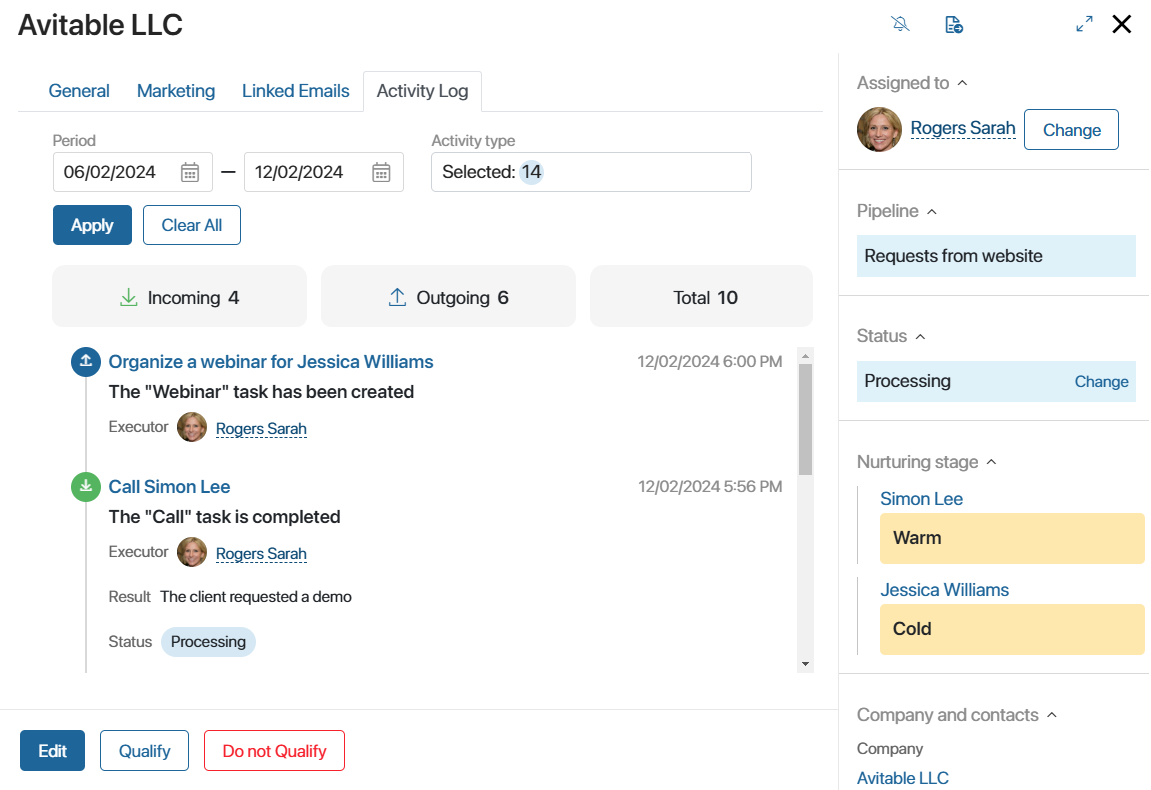 Avitable LLC
General Marketing Linked Emails Activity Log
Period
06/02/2024 — 12/02/2024
Activity type
Selected: 14
Apply Clear All
Incoming 4 Outgoing 6 Total 10
Organize a webinar for Jessica Williams 12/02/2024 6:00 PM
The "Webinar" task has been created
Executor Rogers Sarah
Call Simon Lee 12/02/2024 5:56 PM
The "Call" task is completed
Executor Rogers Sarah
Result The client requested a demo
Status Processing
Edit Qualify Do not Qualify
Assigned to
Rogers Sarah Change
Pipeline
Requests from website
Status
Processing Change
Nurturing stage
Simon Lee
Warm
Jessica Williams
Cold
Company and contacts
Company
Avitable LLC